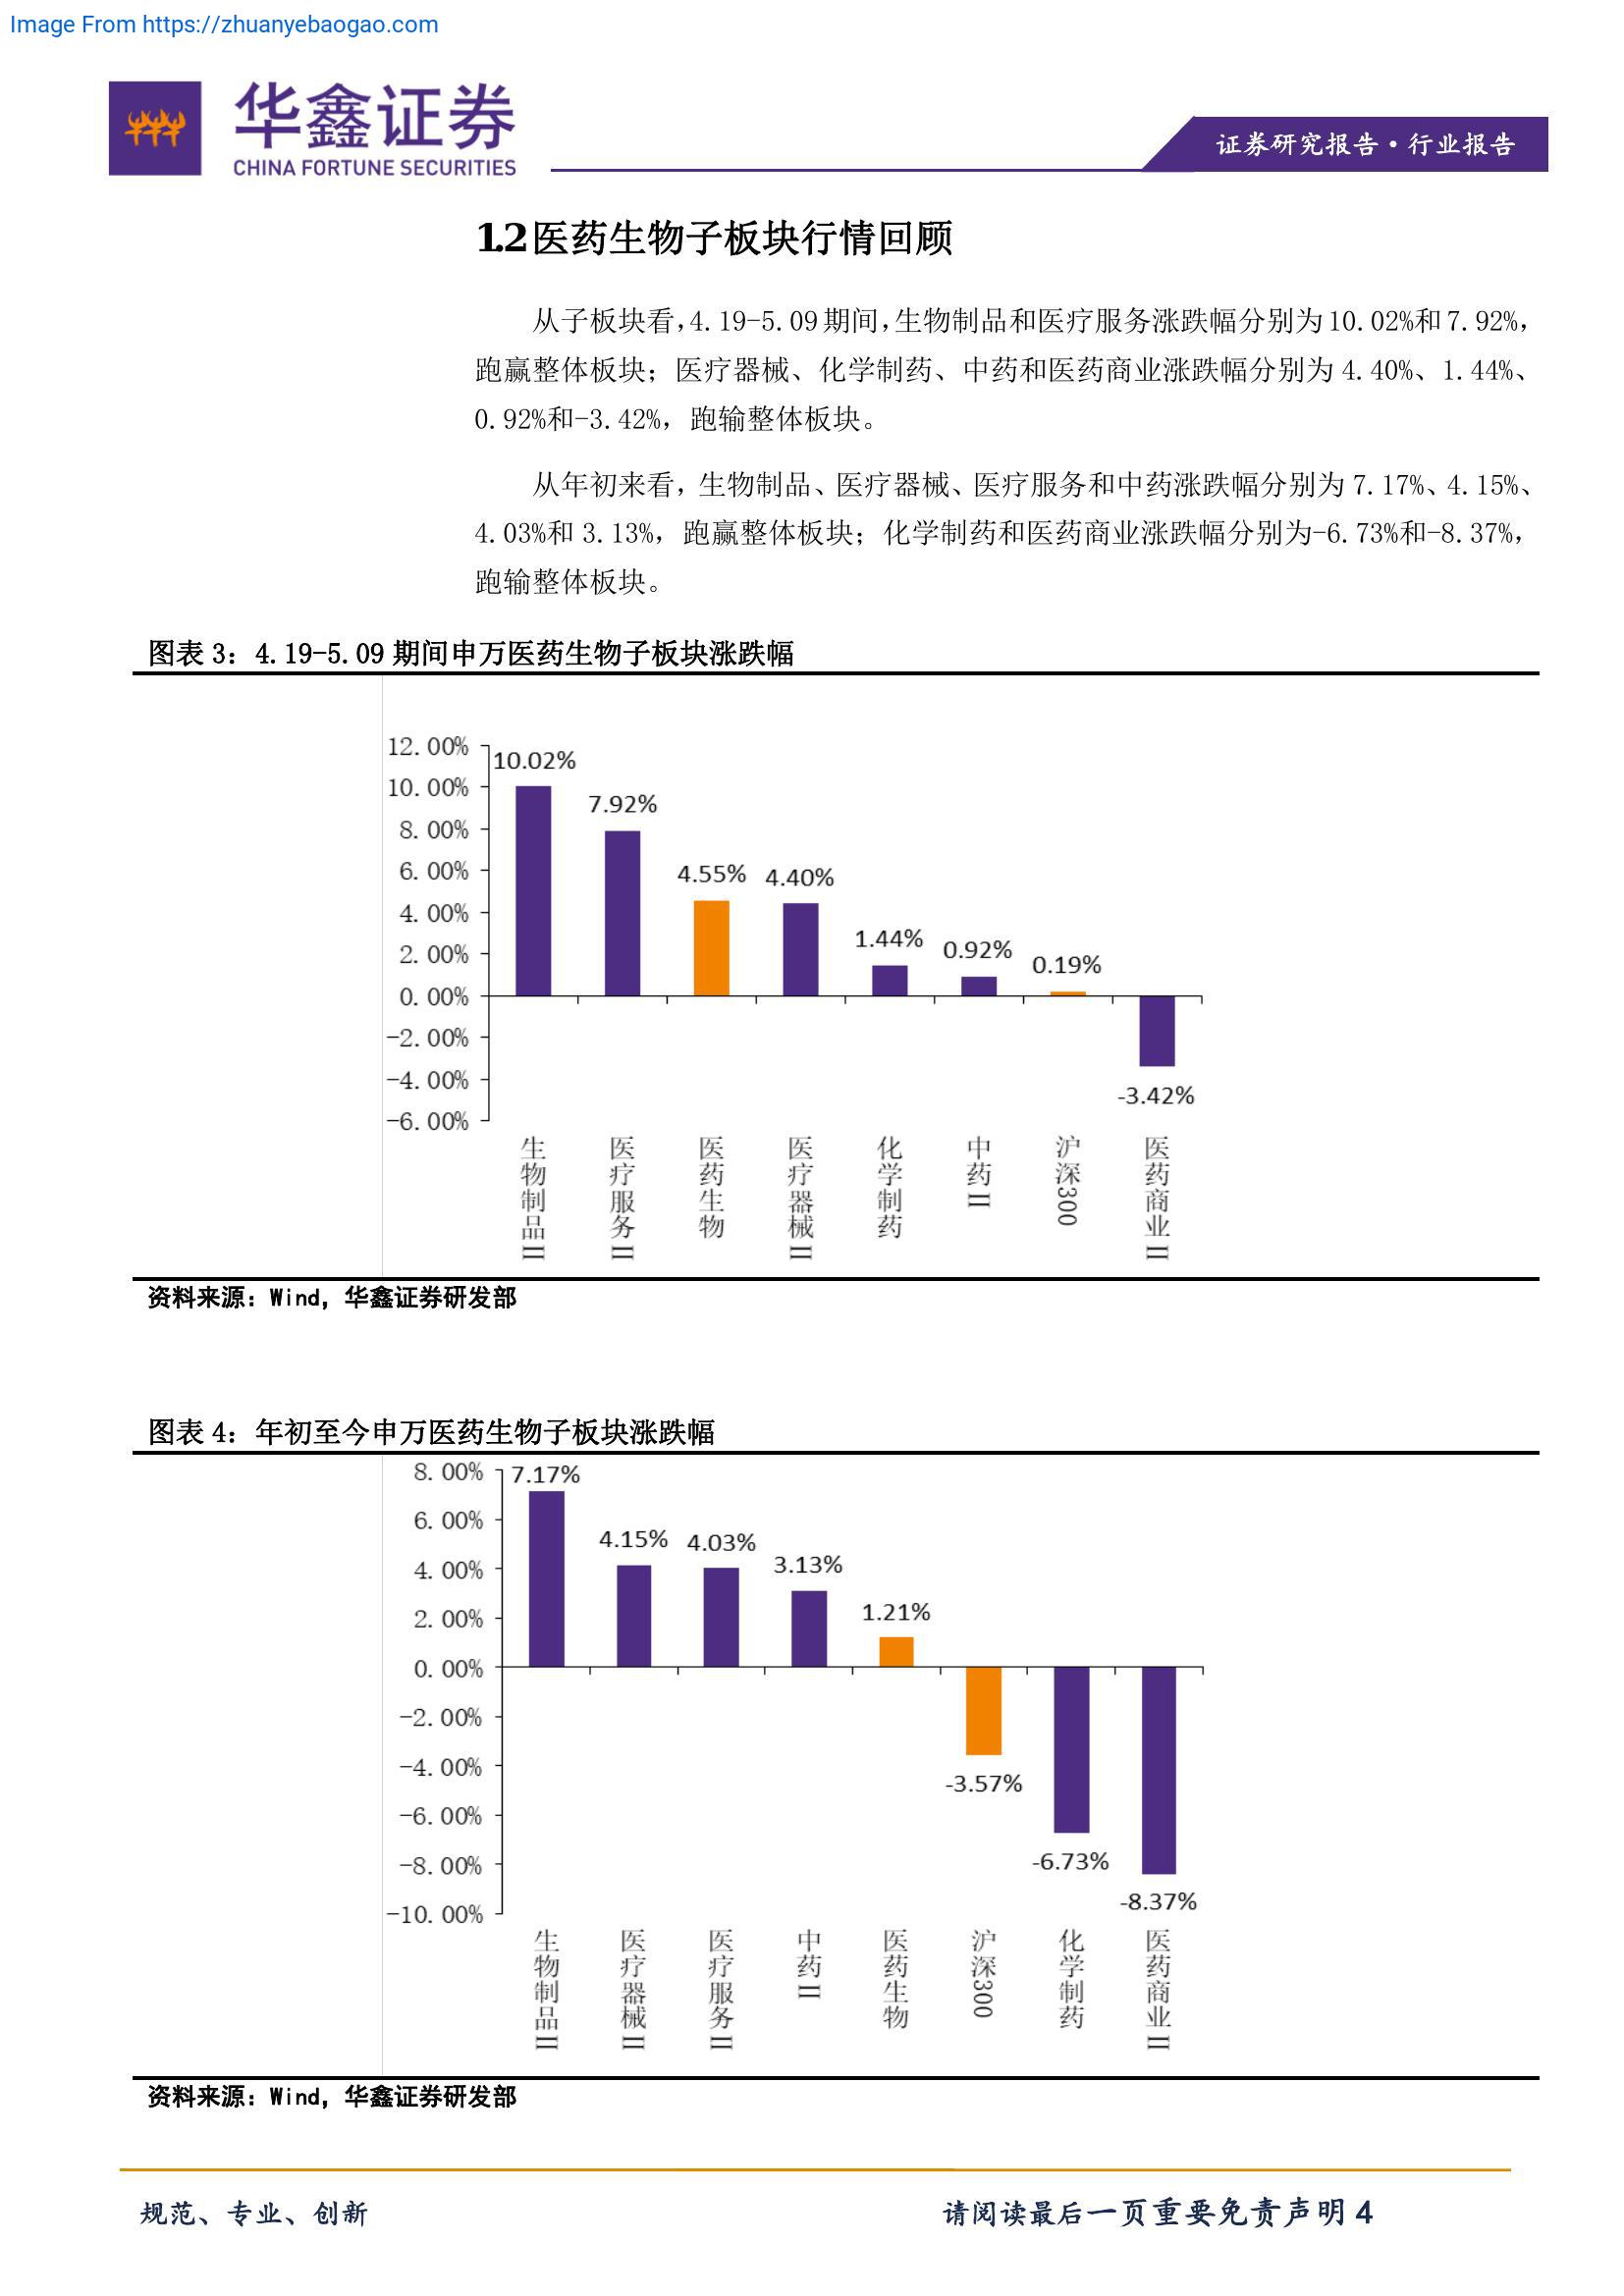 Image From https://zhuanyebaogao.com
华鑫证券
CHINA FORTUNE SECURITIES
证券研究报告·行业报告
1.2 医药生物子板块行情回顾
从子板块看,4.19-5.09 期间,生物制品和医疗服务涨跌幅分别为 10.02%和 7.92%，
跑赢整体板块；医疗器械、化学制药、中药和医药商业涨跌幅分别为 4.40%、1.44%、
0.92%和-3.42%，跑输整体板块。
从年初来看，生物制品、医疗器械、医疗服务和中药涨跌幅分别为 7.17%、4.15%、
4.03%和 3.13%，跑赢整体板块；化学制药和医药商业涨跌幅分别为-6.73%和-8.37%，
跑输整体板块。
图表 3：4.19-5.09 期间申万医药生物子板块涨跌幅
12.00%
10.00%
8.00%
6.00%
4.00%
2.00%
0.00%
-2.00%
-4.00%
-6.00%
10.02%
7.92%
4.55%
4.40%
1.44%
0.92%
0.19%
-3.42%
生物制品Ⅱ
医疗服务Ⅱ
医药生物
医疗器械Ⅱ
化学制药
中药Ⅱ
沪深300
医药商业Ⅱ
资料来源：Wind，华鑫证券研发部
图表 4：年初至今申万医药生物子板块涨跌幅
8.00%
6.00%
4.00%
2.00%
0.00%
-2.00%
-4.00%
-6.00%
-8.00%
-10.00%
7.17%
4.15%
4.03%
3.13%
1.21%
-3.57%
-6.73%
-8.37%
生物制品Ⅱ
医疗器械Ⅱ
医疗服务Ⅱ
中药Ⅱ
医药生物
沪深300
化学制药
医药商业Ⅱ
资料来源：Wind，华鑫证券研发部
规范、专业、创新
请阅读最后一页重要免责声明 4